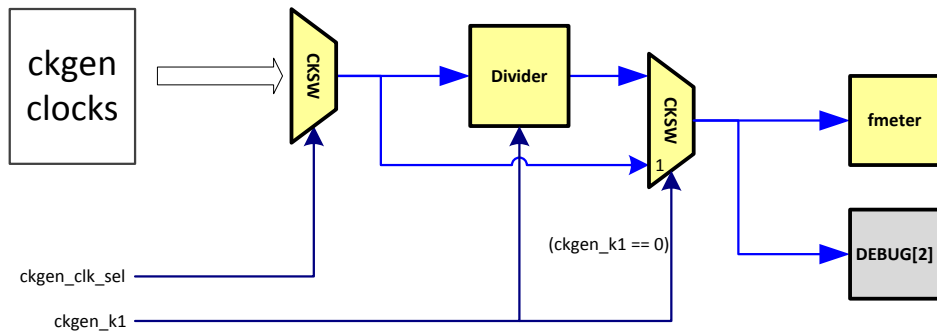 ckgen
clocks
CKSW
Divider
CKSW
1
fmeter
DEBUG[2]
(ckgen_k1 == 0)
ckgen_clk_sel
ckgen_k1